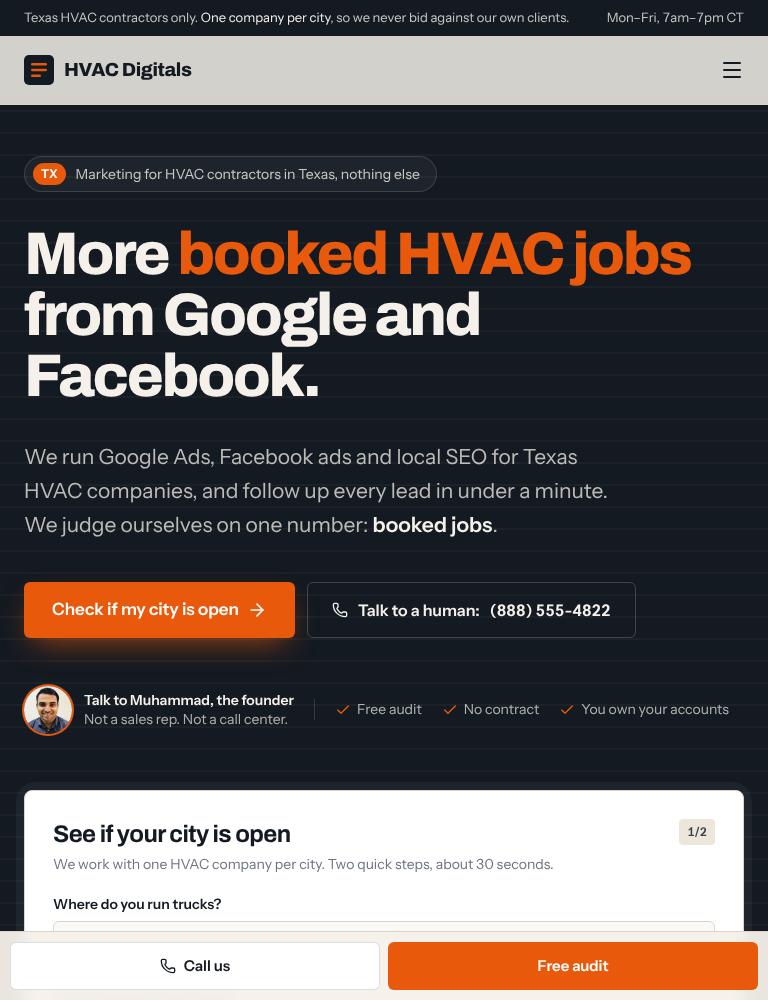 Texas HVAC contractors only. One company per city, so we never bid against our own clients.
Mon–Fri, 7am–7pm CT
HVAC Digitals
TX Marketing for HVAC contractors in Texas, nothing else
More booked HVAC jobs
from Google and
Facebook.
We run Google Ads, Facebook ads and local SEO for Texas
HVAC companies, and follow up every lead in under a minute.
We judge ourselves on one number: booked jobs.
Check if my city is open
Talk to a human: (888) 555-4822
Talk to Muhammad, the founder
Not a sales rep. Not a call center.
Free audit
No contract
You own your accounts
See if your city is open
1/2
We work with one HVAC company per city. Two quick steps, about 30 seconds.
Where do you run trucks?
Call us
Free audit